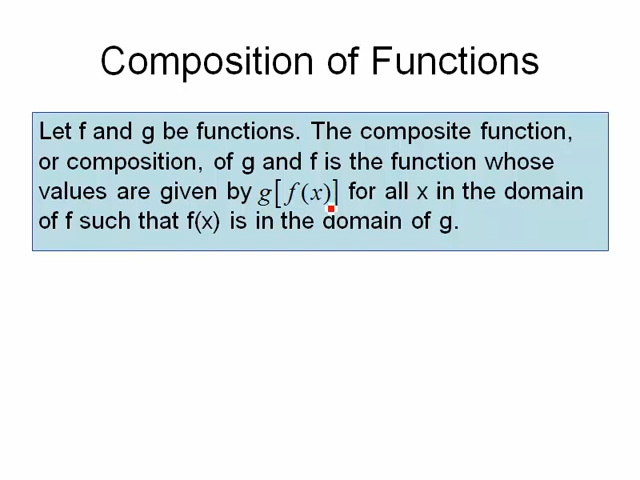 Composition of Functions
Let f and g be functions. The composite function,
or composition, of g and f is the function whose
values are given by g[f(x)] for all x in the domain
of f such that f(x) is in the domain of g.